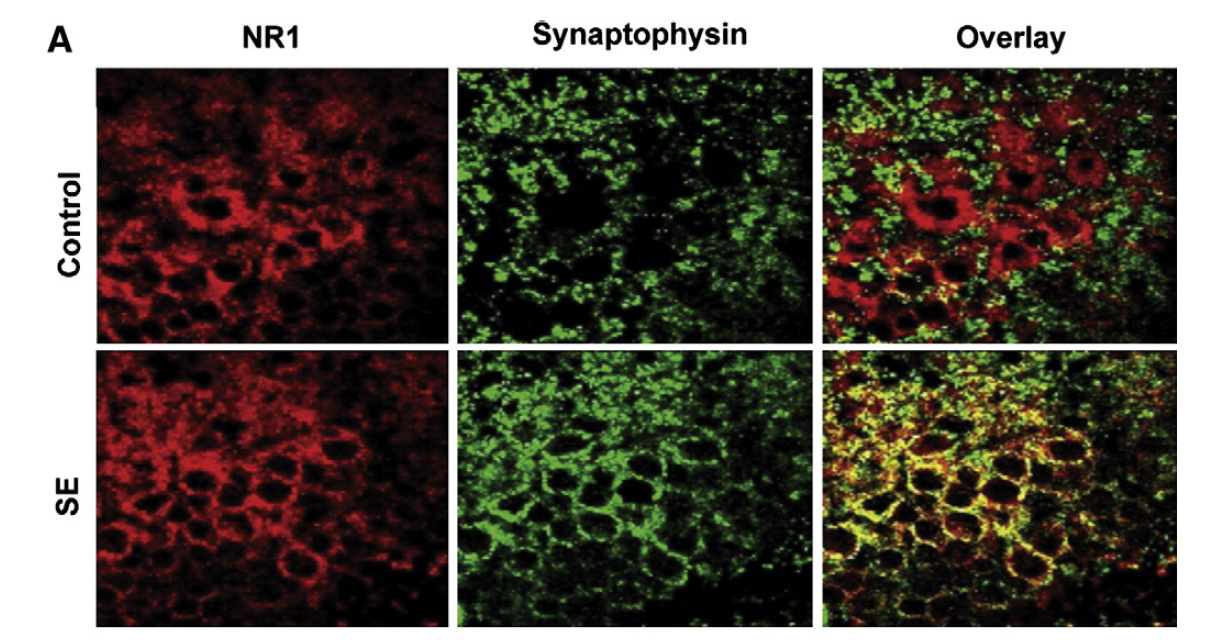 A
NR1
Synaptophysin
Overlay
Control
SE